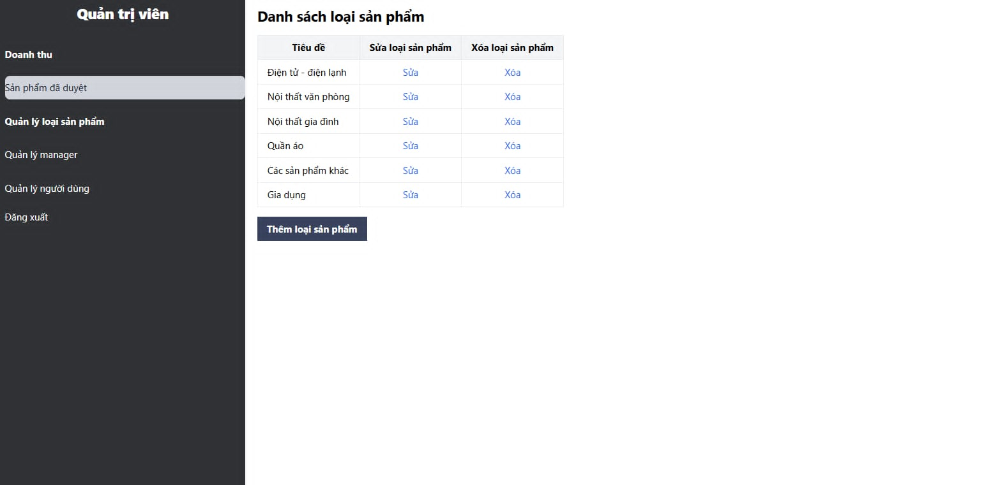 Quản trị viên
Doanh thu
Sản phẩm đã duyệt
Quản lý loại sản phẩm
Quản lý manager
Quản lý người dùng
Đăng xuất
Danh sách loại sản phẩm
Tiêu đề Sửa loại sản phẩm Xóa loại sản phẩm
Điện tử - điện lạnh Sửa Xóa
Nội thất văn phòng Sửa Xóa
Nội thất gia đình Sửa Xóa
Quần áo Sửa Xóa
Các sản phẩm khác Sửa Xóa
Gia dụng Sửa Xóa
Thêm loại sản phẩm